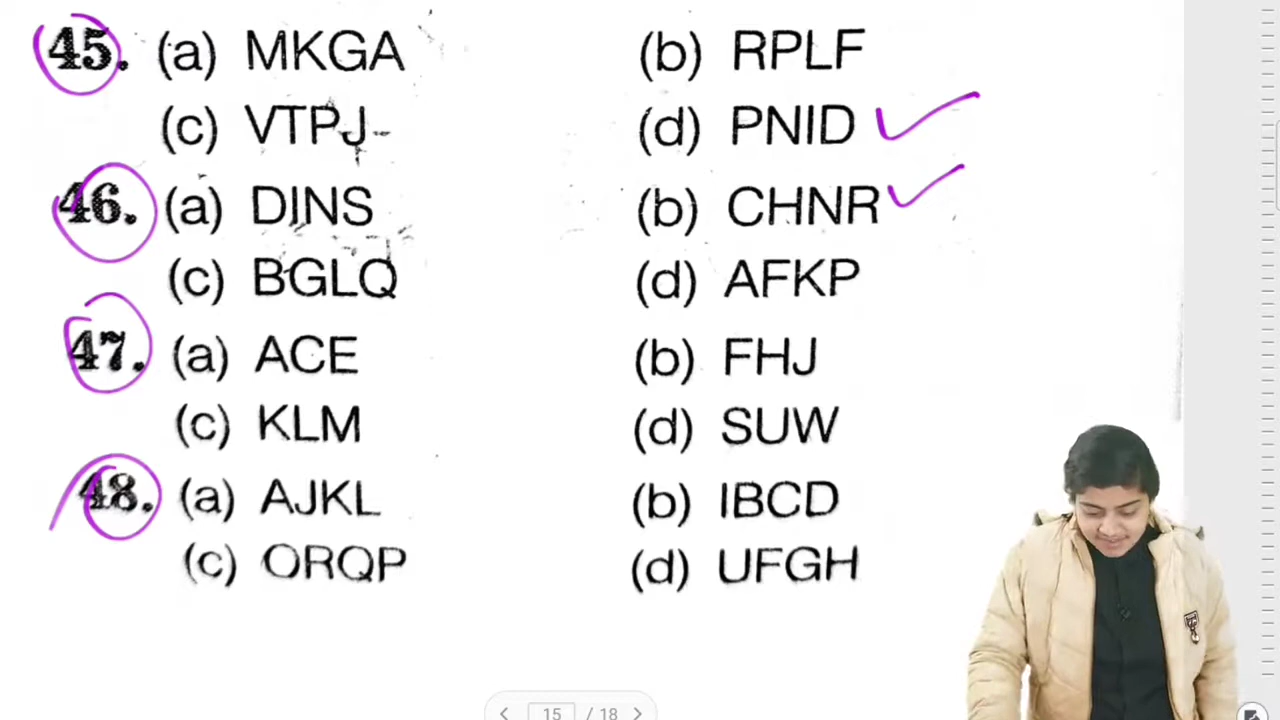 45. (a) MKGA (b) RPLF
(c) VTPJ (d) PNID
46. (a) DINS (b) CHNR
(c) BGLQ (d) AFKP
47. (a) ACE (b) FHJ
(c) KLM (d) SUW
48. (a) AJKL (b) IBCD
(c) ORQP (d) UFGH
< 15 / 18 >